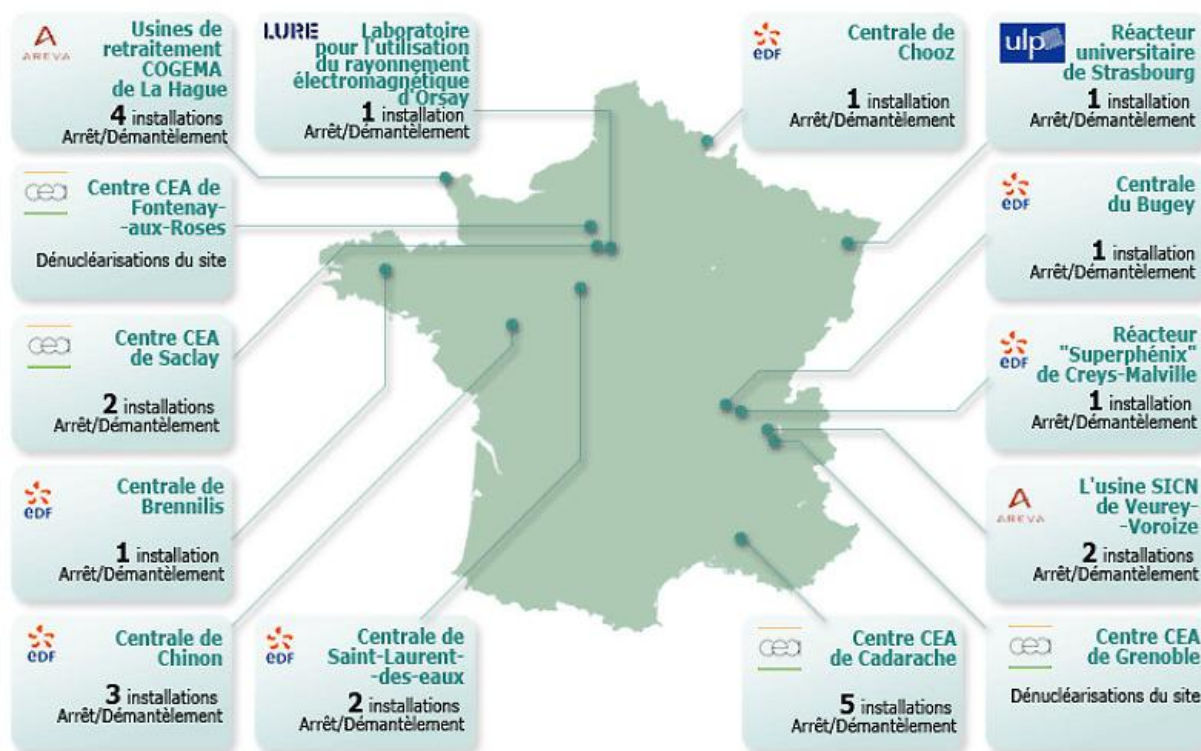 AREVA
Usines de
retraitement
COGEMA
de La Hague
4 installations
Arrêt/Démantèlement
LURE
Laboratoire
pour l'utilisation
du rayonnement
électromagnétique
d'Orsay
1 installation
Arrêt/Démantèlement
eDF
Centrale de
Chooz
1 installation
Arrêt/Démantèlement
ulp
Réacteur
universitaire
de Strasbourg
1 installation
Arrêt/Démantèlement
cea
Centre CEA de
Fontenay-
-aux-Roses
Dénucléarisations du site
eDF
Centrale
du Bugey
1 installation
Arrêt/Démantèlement
cea
Centre CEA
de Saclay
2 installations
Arrêt/Démantèlement
eDF
Réacteur
"Superphénix"
de Creys-Malville
1 installation
Arrêt/Démantèlement
eDF
Centrale de
Brennilis
1 installation
Arrêt/Démantèlement
AREVA
L'usine SICN
de Veurey-
-Voroize
2 installations
Arrêt/Démantèlement
eDF
Centrale de
Chinon
3 installations
Arrêt/Démantèlement
eDF
Centrale de
Saint-Laurent-
-des-eaux
2 installations
Arrêt/Démantèlement
cea
Centre CEA
de Cadarache
5 installations
Arrêt/Démantèlement
cea
Centre CEA
de Grenoble
Dénucléarisations du site